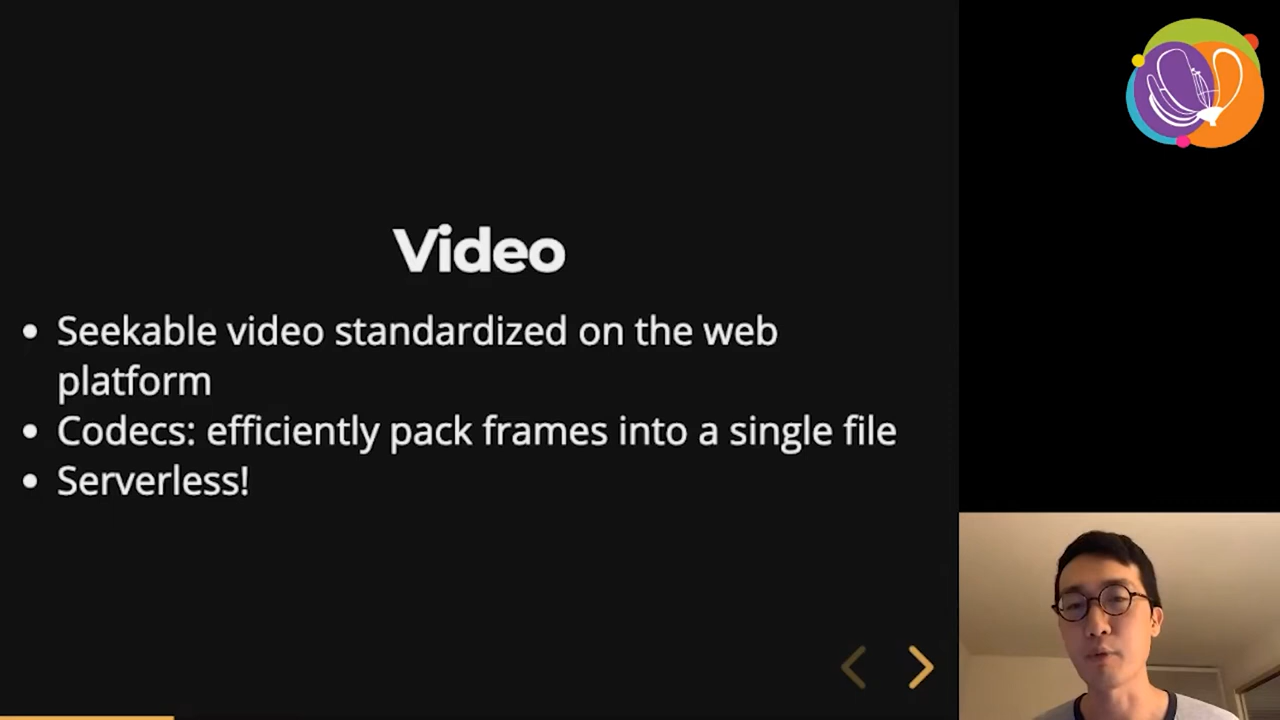 Video
• Seekable video standardized on the web
platform
• Codecs: efficiently pack frames into a single file
• Serverless!